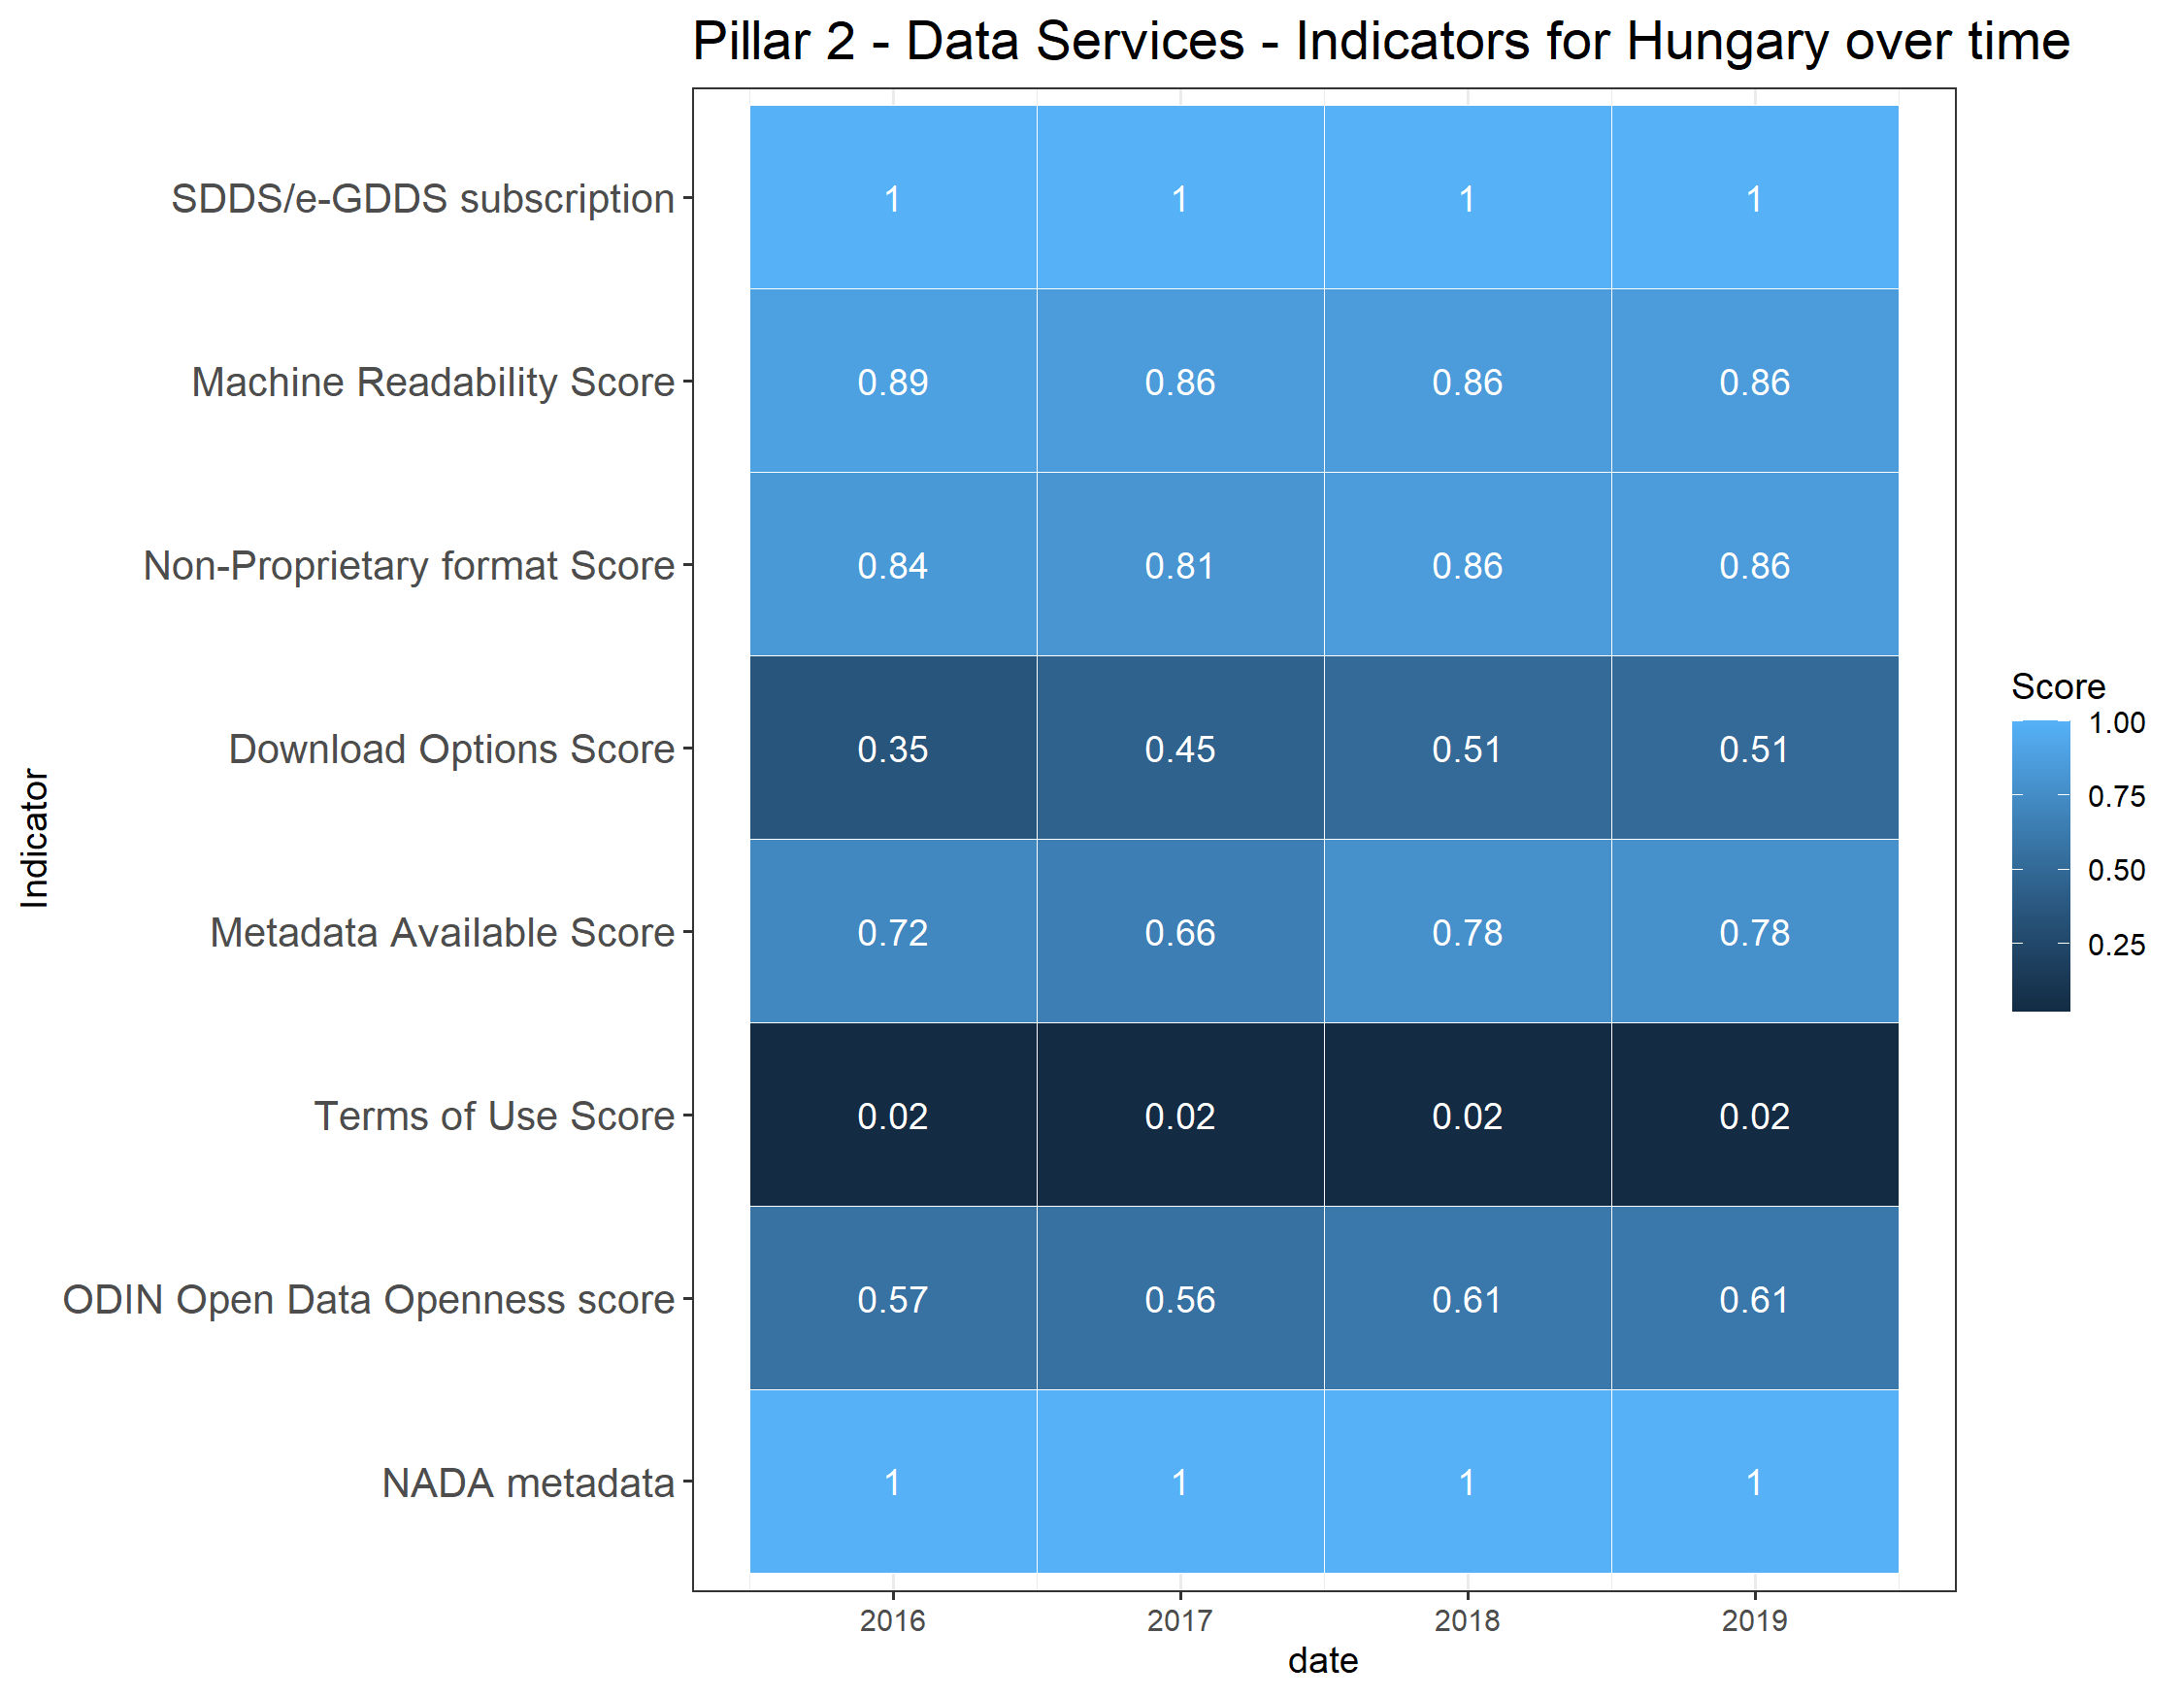 Pillar 2 - Data Services - Indicators for Hungary over time
Indicator
SDDS/e-GDDS subscription 1 1 1 1
Machine Readability Score 0.89 0.86 0.86 0.86
Non-Proprietary format Score 0.84 0.81 0.86 0.86
Download Options Score 0.35 0.45 0.51 0.51
Metadata Available Score 0.72 0.66 0.78 0.78
Terms of Use Score 0.02 0.02 0.02 0.02
ODIN Open Data Openness score 0.57 0.56 0.61 0.61
NADA metadata 1 1 1 1
2016 2017 2018 2019
date
Score
1.00
0.75
0.50
0.25